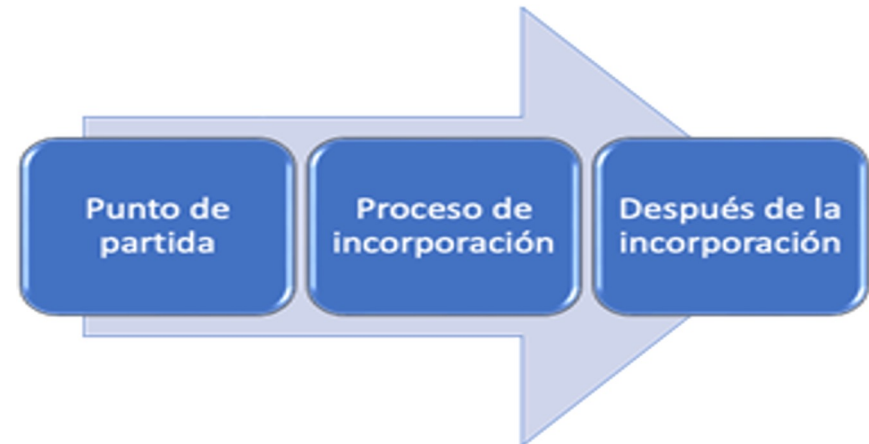 Punto de
partida
Proceso de
incorporación
Después de la
incorporación